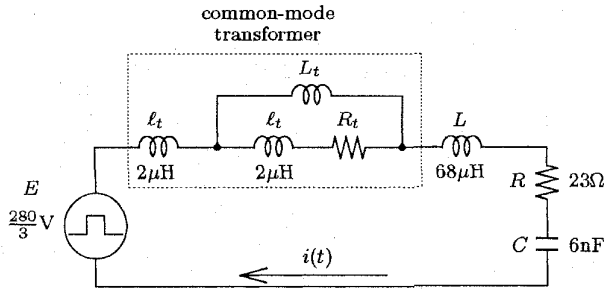 common-mode
transformer
L_t
ℓ_t
ℓ_t
R_t
L
2μH
2μH
68μH
E
280/3 V
R
23Ω
C
6nF
i(t)